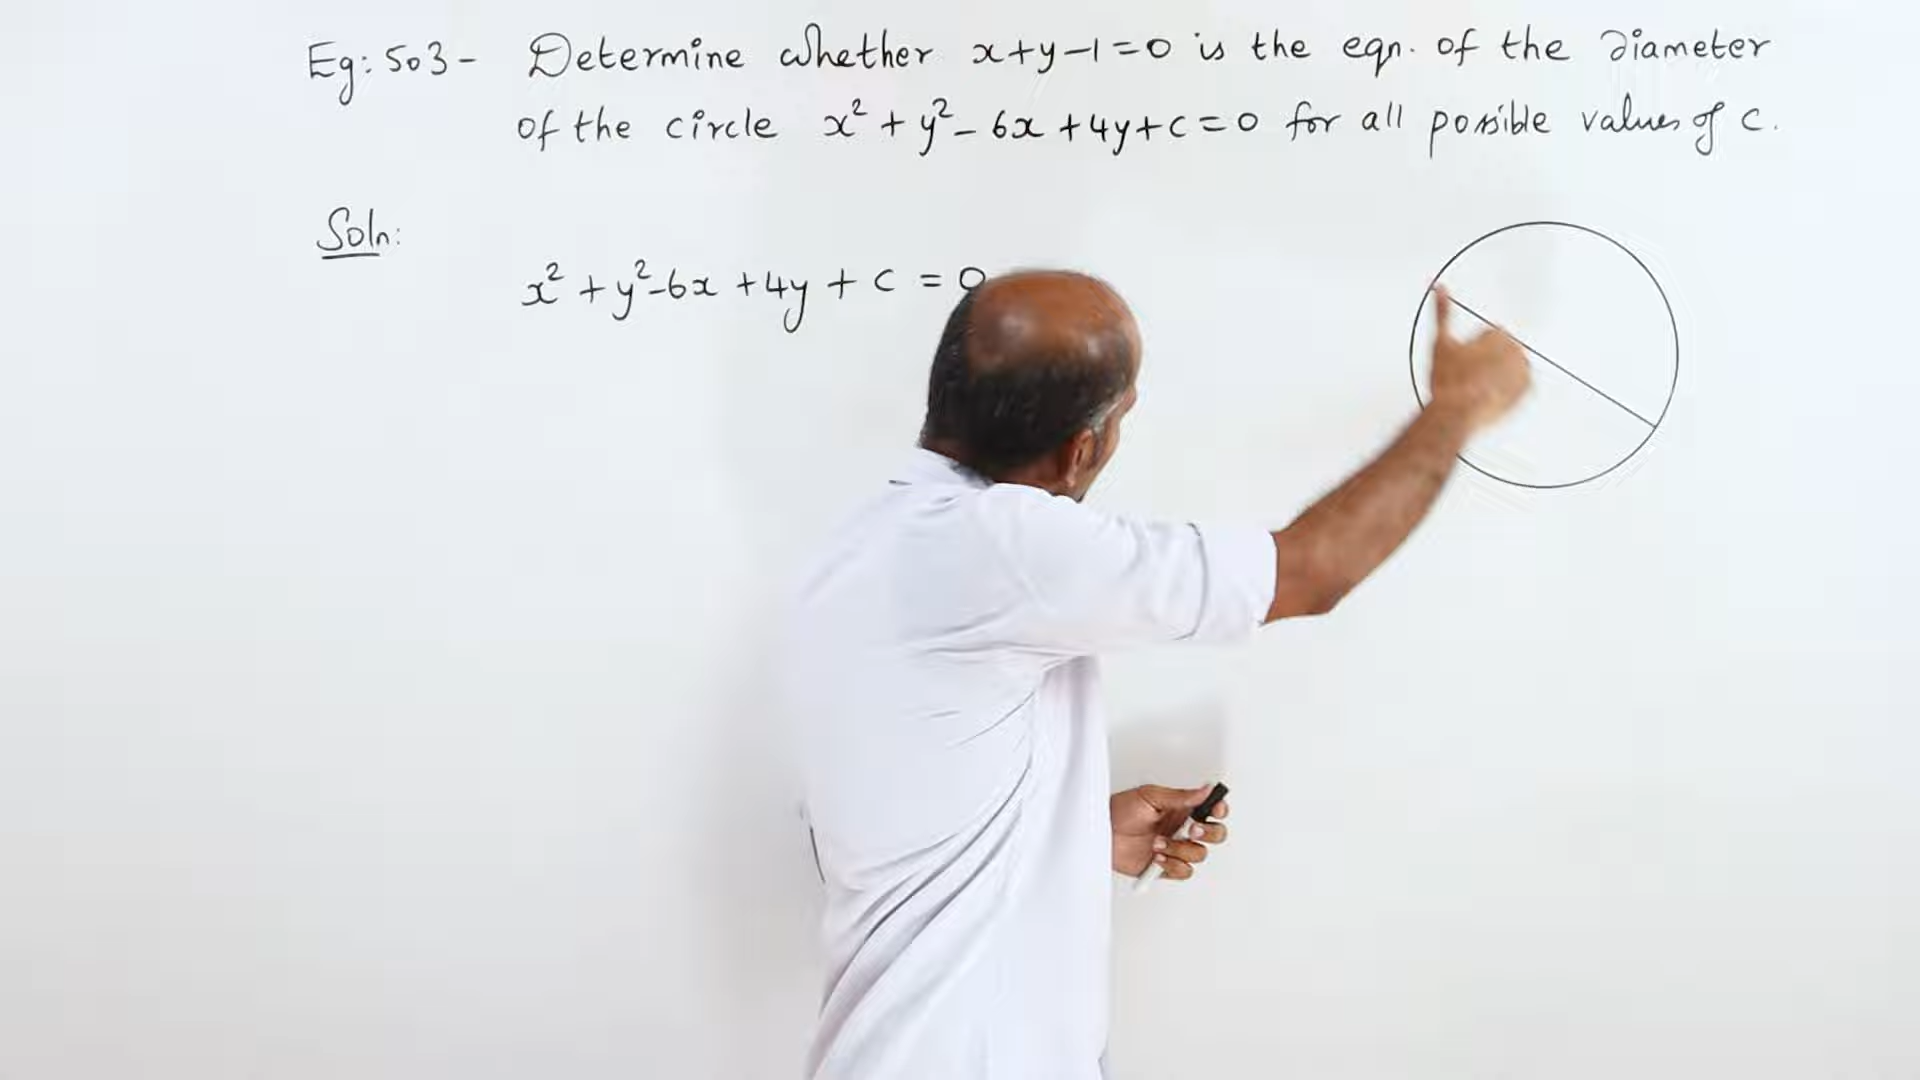 Eg: 503- Determine whether x+y-1=0 is the eqn. of the diameter
of the circle x² + y² - 6x + 4y + c = 0 for all possible values of c.
Soln:
x² + y² - 6x + 4y + c = 0